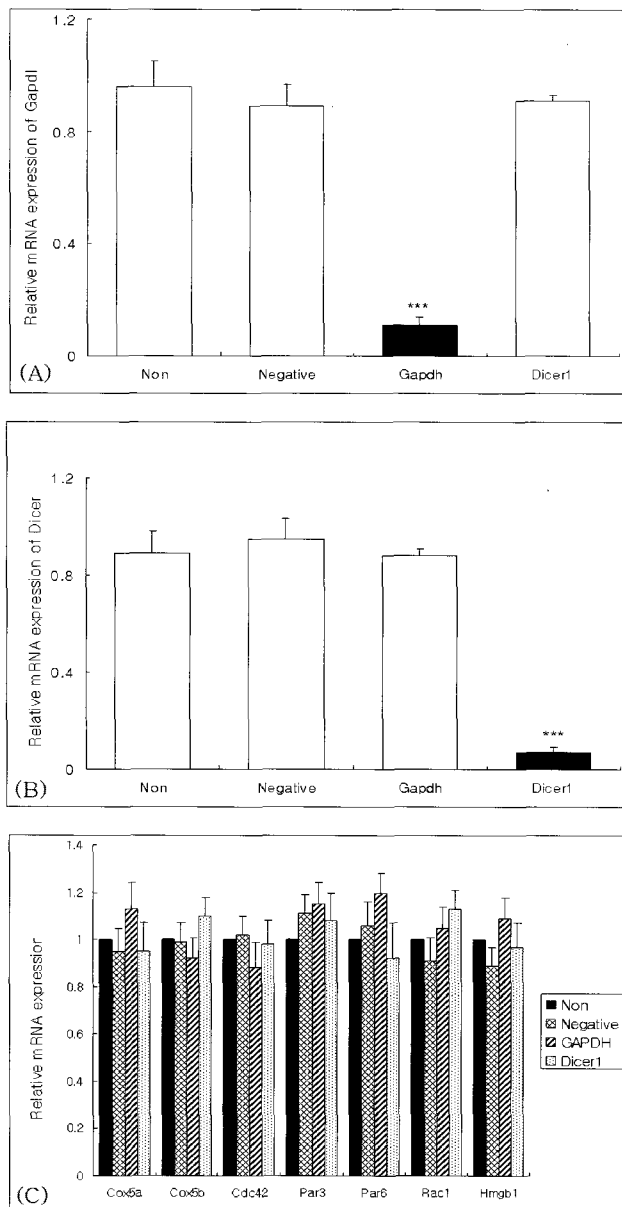 Relative mRNA expression of Gapdl
1.2
0.8
0.4
0
***
Non Negative Gapdh Dicer1
(A)
Relative mRNA expression of Dicer
1.2
0.8
0.4
0
***
Non Negative Gapdh Dicer1
(B)
Relative mRNA expression
1.4
1.2
1
0.8
0.6
0.4
0.2
0
Non
Negative
GAPDH
Dicer1
Cox5a Cox5b Cdc42 Par3 Par6 Rac1 Hmgb1
(C)